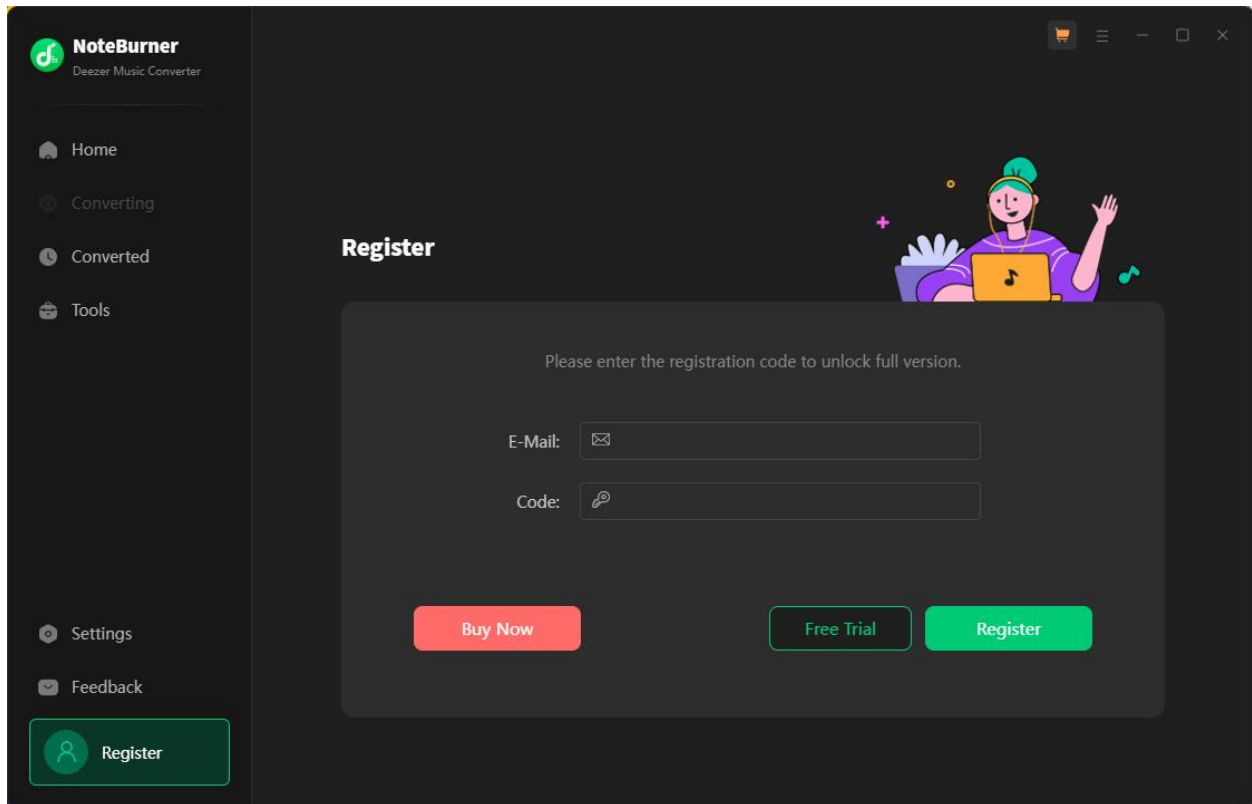 NoteBurner
Deezer Music Converter
Home
Converting
Converted
Tools
Settings
Feedback
Register
Register
Please enter the registration code to unlock full version.
E-Mail:
Code:
Buy Now
Free Trial
Register